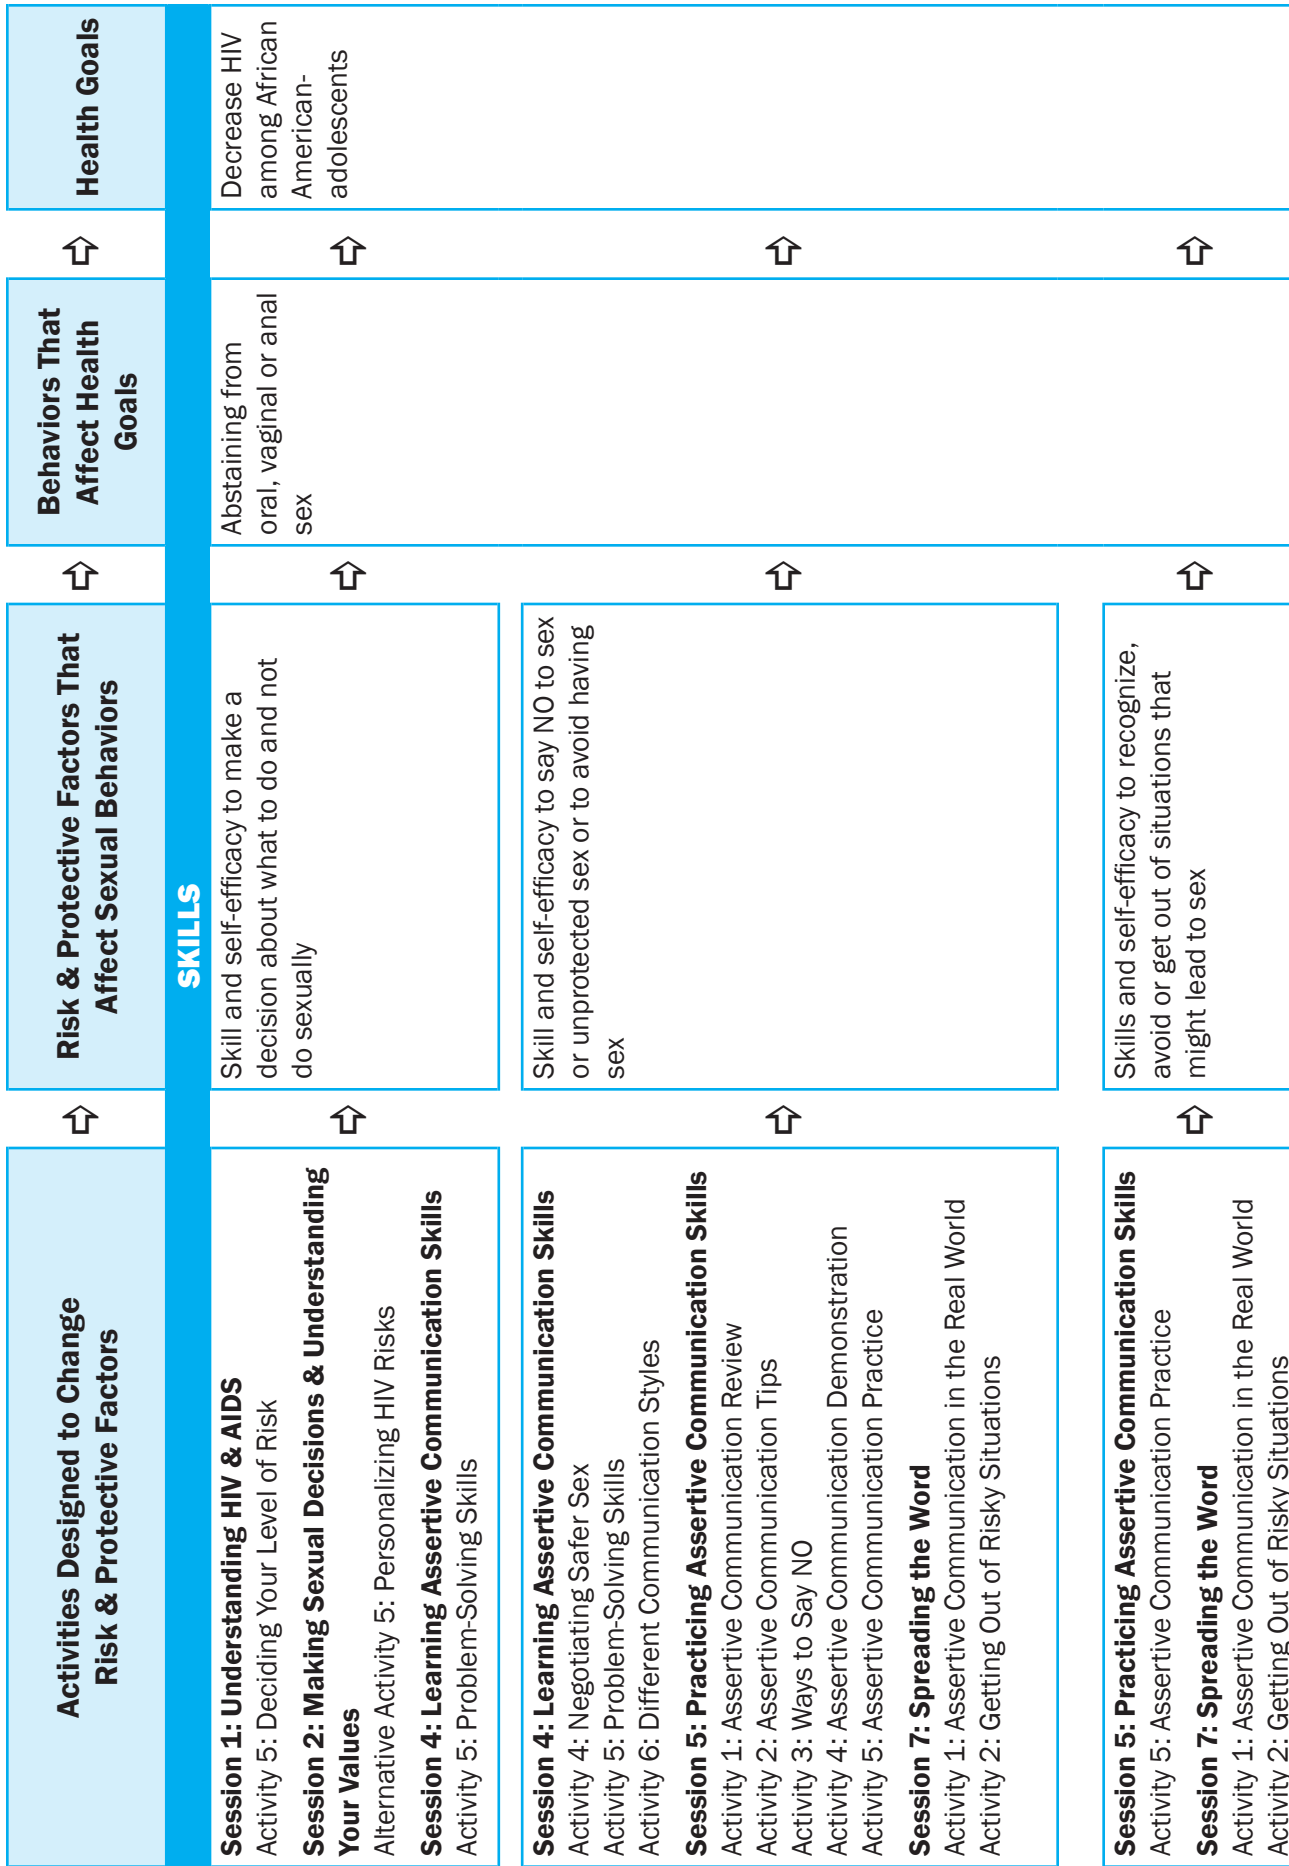 Activities Designed to Change
Risk & Protective Factors
Risk & Protective Factors That
Affect Sexual Behaviors
Behaviors That
Affect Health
Goals
Health Goals
SKILLS
Session 1: Understanding HIV & AIDS
Activity 5: Deciding Your Level of Risk
Session 2: Making Sexual Decisions & Understanding
Your Values
Alternative Activity 5: Personalizing HIV Risks
Session 4: Learning Assertive Communication Skills
Activity 5: Problem-Solving Skills
Skill and self-efficacy to make a
decision about what to do and not
do sexually
Abstaining from
oral, vaginal or anal
sex
Decrease HIV
among African
American-
adolescents
Session 4: Learning Assertive Communication Skills
Activity 4: Negotiating Safer Sex
Activity 5: Problem-Solving Skills
Activity 6: Different Communication Styles
Session 5: Practicing Assertive Communication Skills
Activity 1: Assertive Communication Review
Activity 2: Assertive Communication Tips
Activity 3: Ways to Say NO
Activity 4: Assertive Communication Demonstration
Activity 5: Assertive Communication Practice
Session 7: Spreading the Word
Activity 1: Assertive Communication in the Real World
Activity 2: Getting Out of Risky Situations
Skill and self-efficacy to say NO to sex
or unprotected sex or to avoid having
sex
Session 5: Practicing Assertive Communication Skills
Activity 5: Assertive Communication Practice
Session 7: Spreading the Word
Activity 1: Assertive Communication in the Real World
Activity 2: Getting Out of Risky Situations
Skills and self-efficacy to recognize,
avoid or get out of situations that
might lead to sex